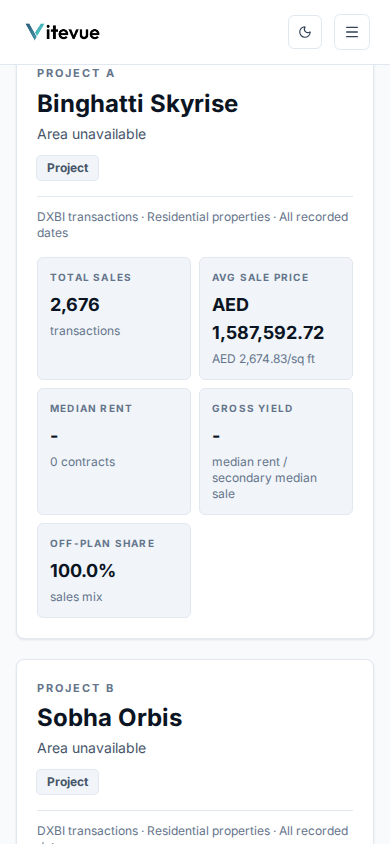 Vitevue
PROJECT A
Binghatti Skyrise
Area unavailable
Project
DXBI transactions · Residential properties · All recorded
dates
TOTAL SALES
2,676
transactions
AVG SALE PRICE
AED
1,587,592.72
AED 2,674.83/sq ft
MEDIAN RENT
-
0 contracts
GROSS YIELD
-
median rent /
secondary median
sale
OFF-PLAN SHARE
100.0%
sales mix
PROJECT B
Sobha Orbis
Area unavailable
Project
DXBI transactions · Residential properties · All recorded